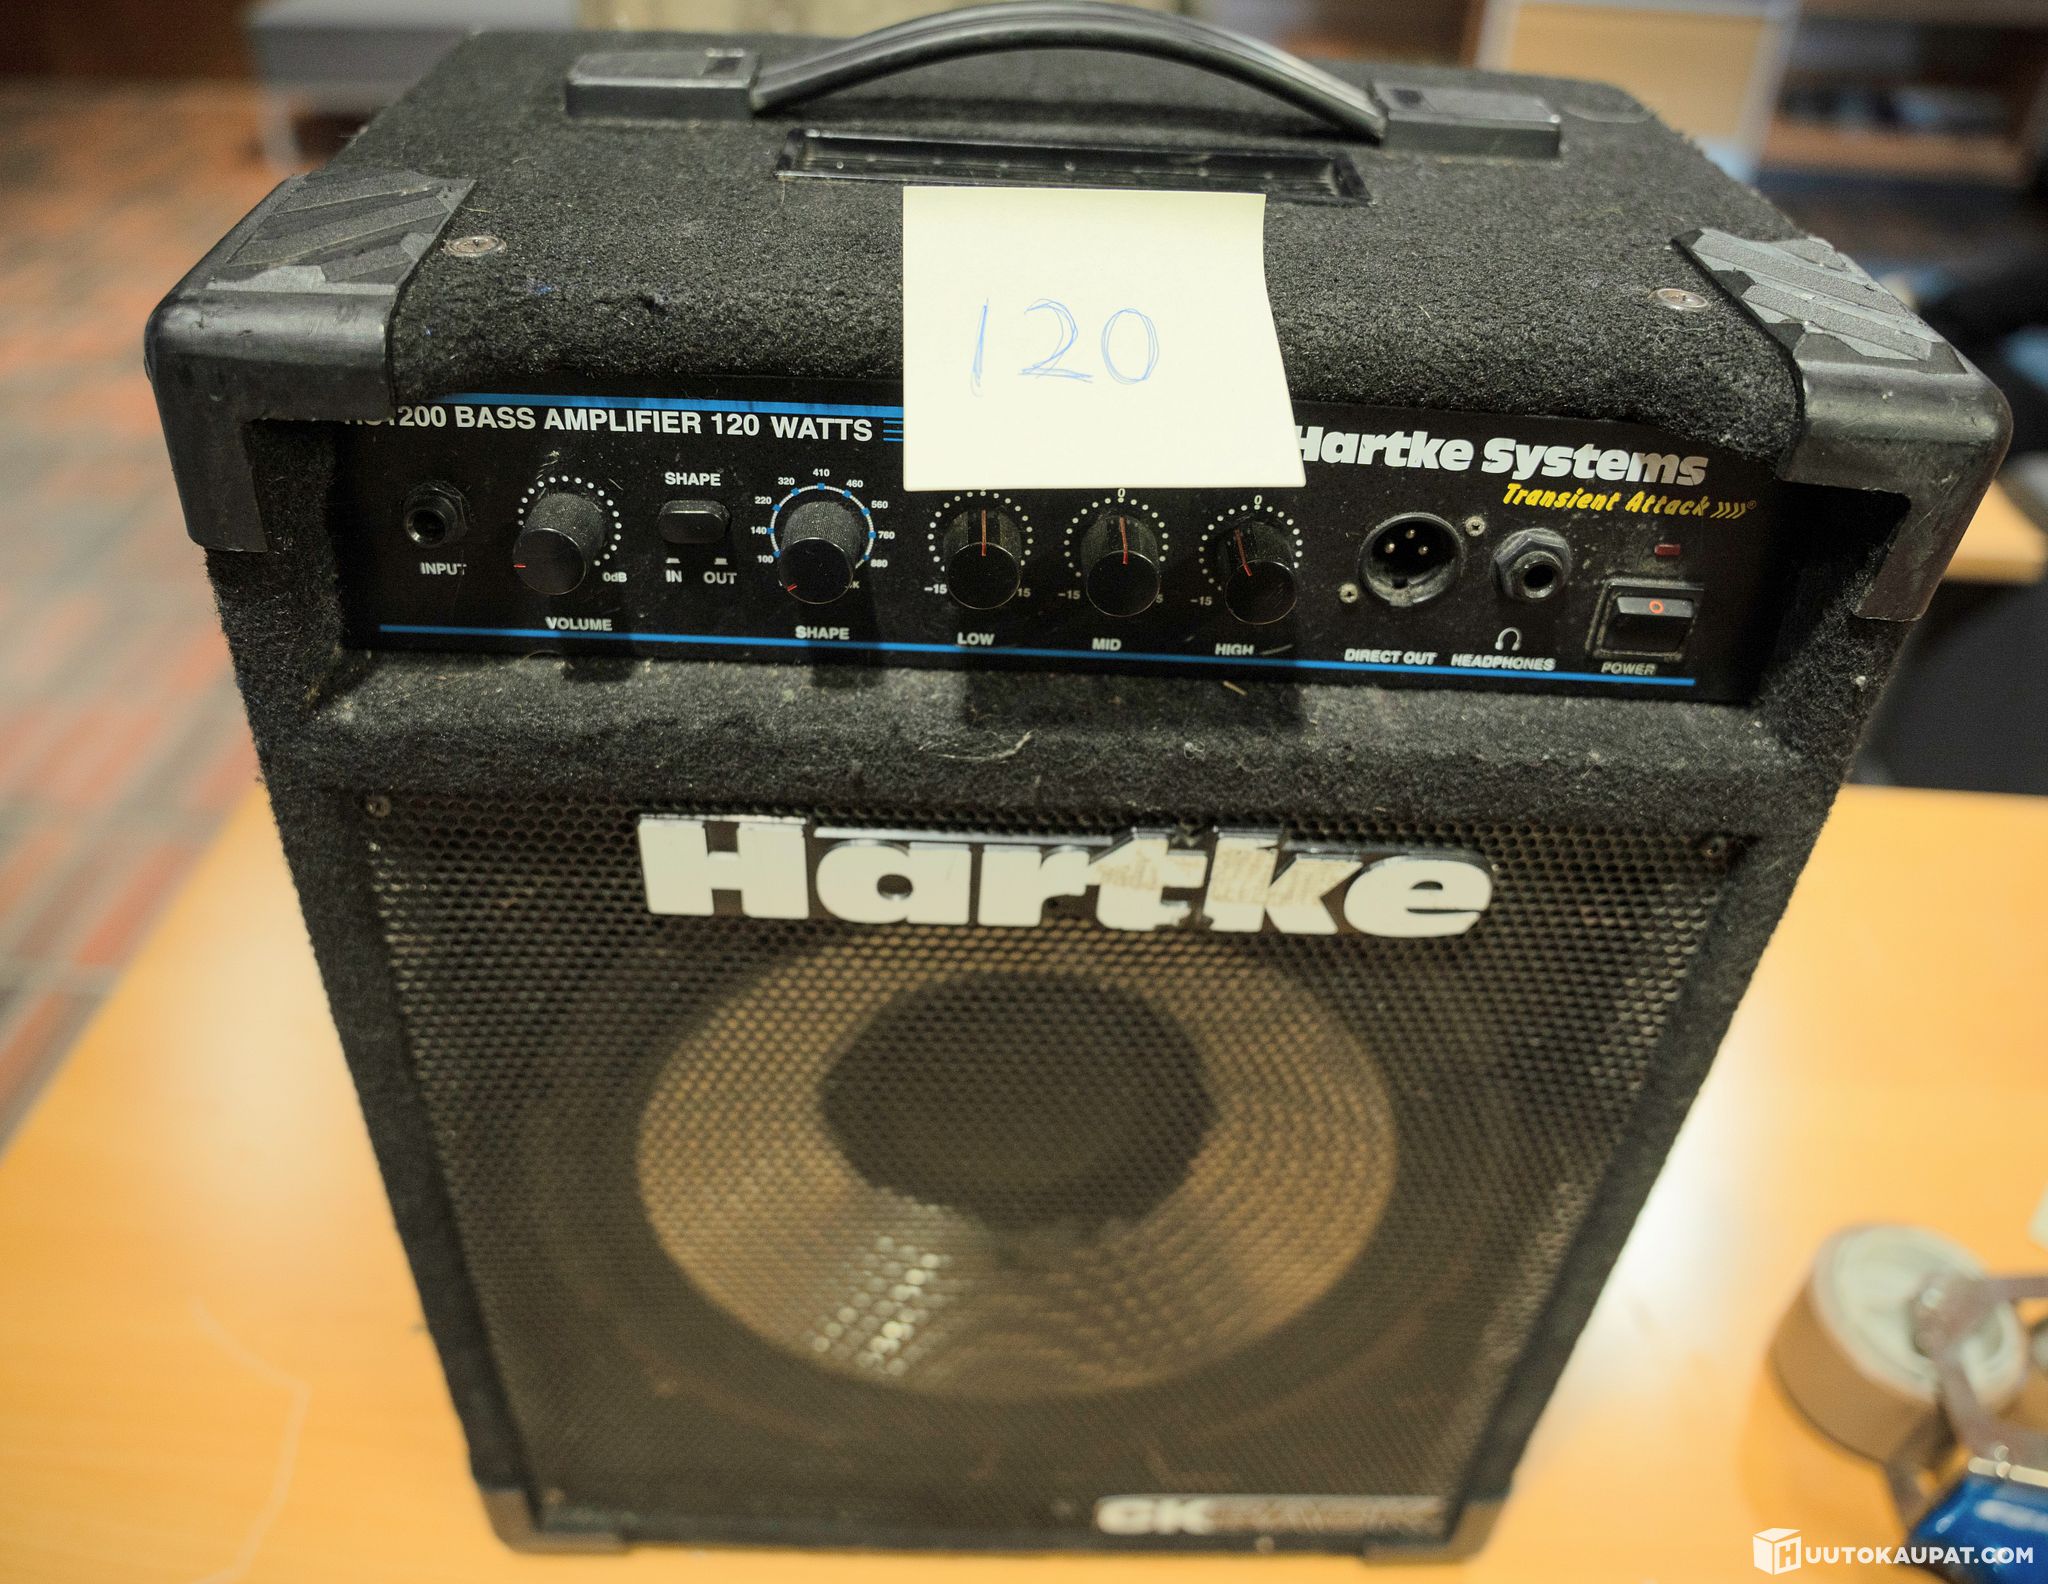 120
1200 BASS AMPLIFIER 120 WATTS
Hartke Systems
Transient Attack
INPUT
0dB
VOLUME
SHAPE
IN OUT
100 140 220 320 410 460 560 760 880
SHAPE
-15 15
LOW
0
-15
MID
0
-15
HIGH
DIRECT OUT
HEADPHONES
O
POWER
Hartke
HUUTOKAUPAT.COM